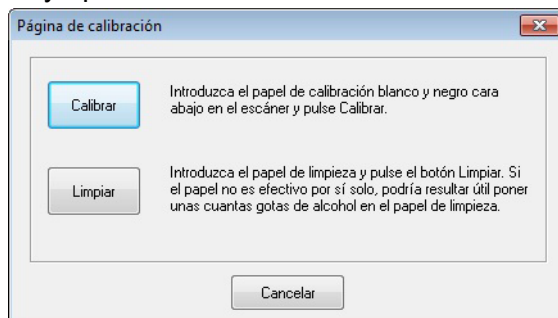 Página de calibración
Calibrar
Introduzca el papel de calibración blanco y negro cara
abajo en el escáner y pulse Calibrar.
Limpiar
Introduzca el papel de limpieza y pulse el botón Limpiar. Si
el papel no es efectivo por sí solo, podría resultar útil poner
unas cuantas gotas de alcohol en el papel de limpieza.
Cancelar